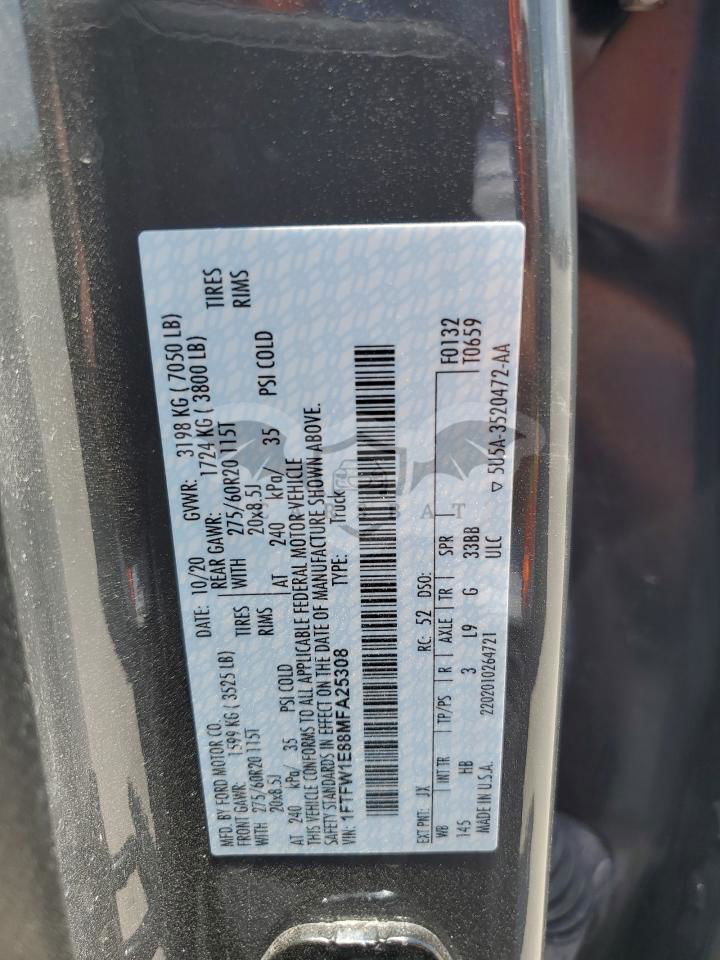 MFD. BY FORD MOTOR CO.
DATE: 10/20 GVWR: 3198 KG ( 7050 LB)
FRONT GAWR: 1599 KG ( 3525 LB) REAR GAWR: 1724 KG ( 3800 LB)
WITH 275/60R20 115T TIRES WITH 275/60R20 115T TIRES
20x8.5J RIMS 20x8.5J RIMS
AT 240 kPa/ 35 PSI COLD AT 240 kPa/ 35 PSI COLD
THIS VEHICLE CONFORMS TO ALL APPLICABLE FEDERAL MOTOR VEHICLE
SAFETY STANDARDS IN EFFECT ON THE DATE OF MANUFACTURE SHOWN ABOVE.
VIN: 1FTFW1E88MFA25308 TYPE: Truck
EXT PNT: JX RC: 52 DSO: F0132
WB INT TR TP/PS R AXLE TR SPR T0659
145 HB 3 L9 G 33BB
MADE IN U.S.A. 2202010264721 ULC ▽ 5U5A-3520472-AA